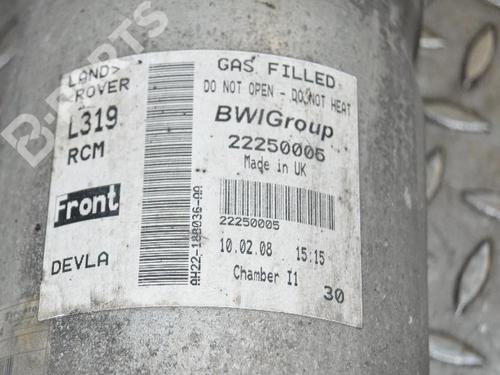 LAND>
ROVER
L319
RCM
Front
DEVLA
AH22-18B036-AA
GAS FILLED
DO NOT OPEN - DO NOT HEAT
BWIGroup
22250005
Made in UK
22250005
10.02.08 15:15
Chamber I1
30
B-PARTS